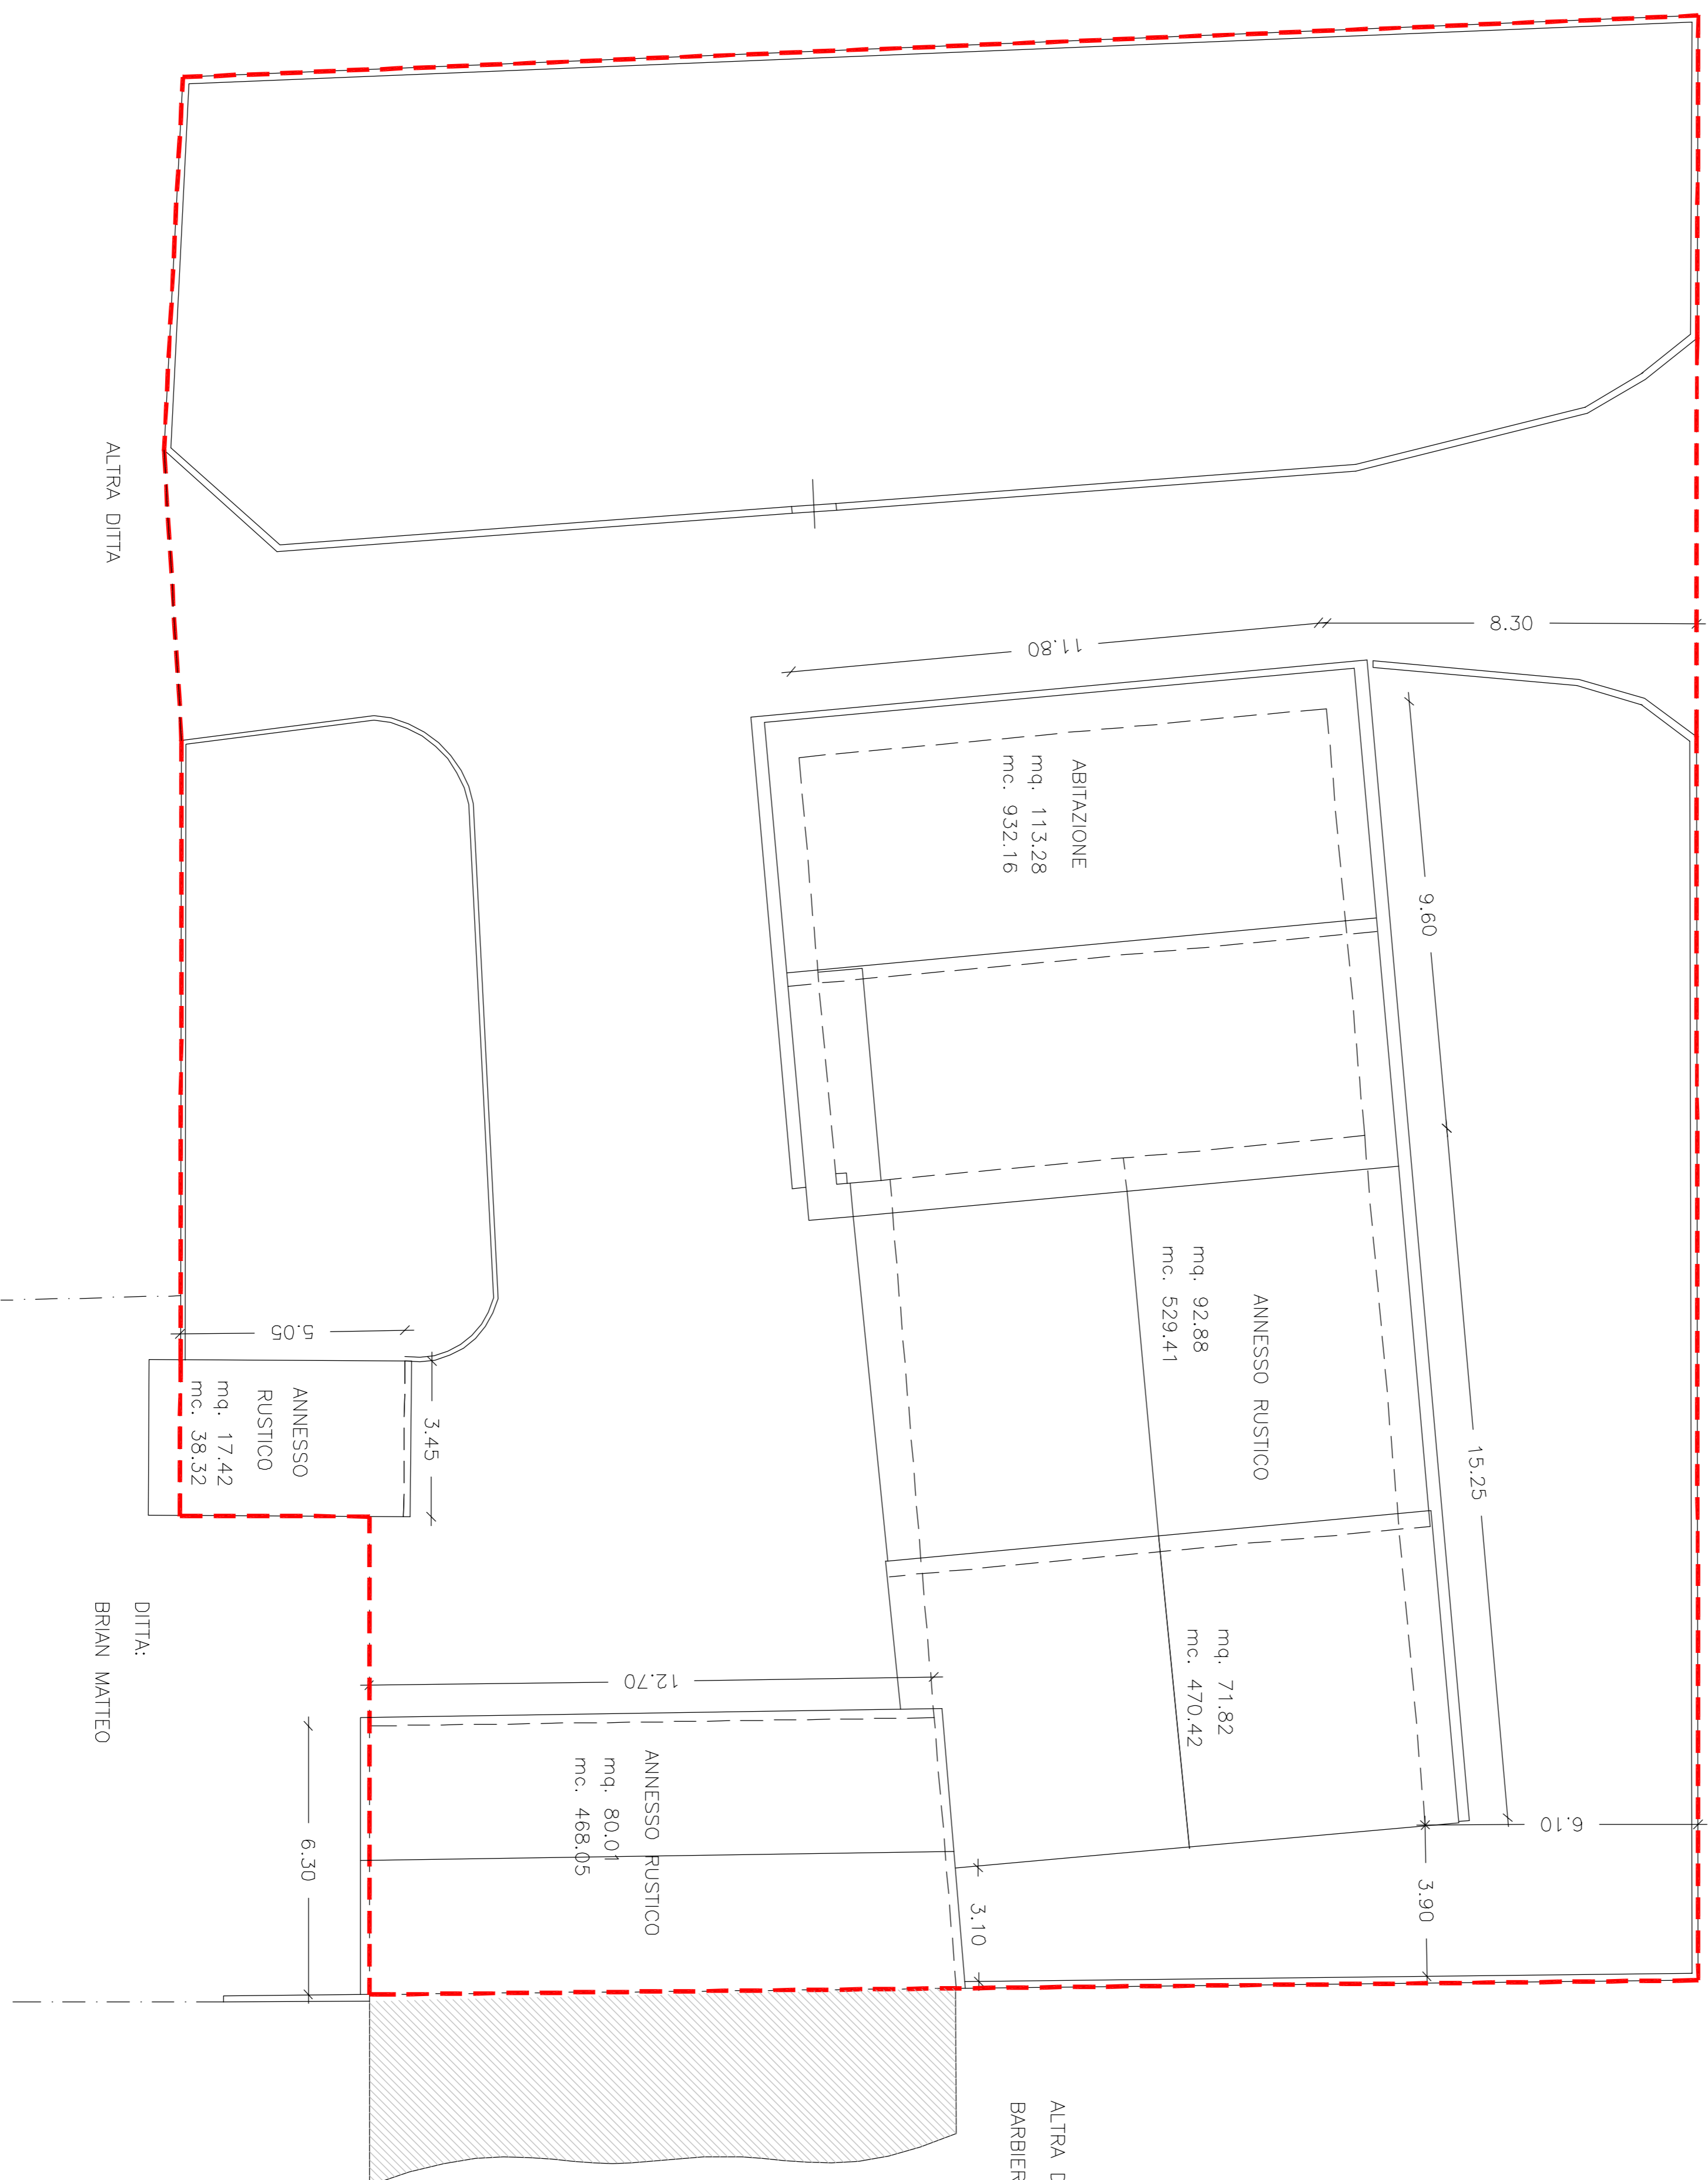 ALTRA DITTA
8.30
11.80
ABITAZIONE
mq. 113.28
mc. 932.16
9.60
15.25
ANNESSO RUSTICO
mq. 92.88
mc. 529.41
mq. 71.82
mc. 470.42
5.05
3.45
ANNESSO
RUSTICO
mq. 17.42
mc. 38.32
DITTA:
BRIAN MATTEO
12.70
6.30
ANNESSO RUSTICO
mq. 80.01
mc. 468.05
6.10
3.90
3.10
ALTRA D
BARBIER